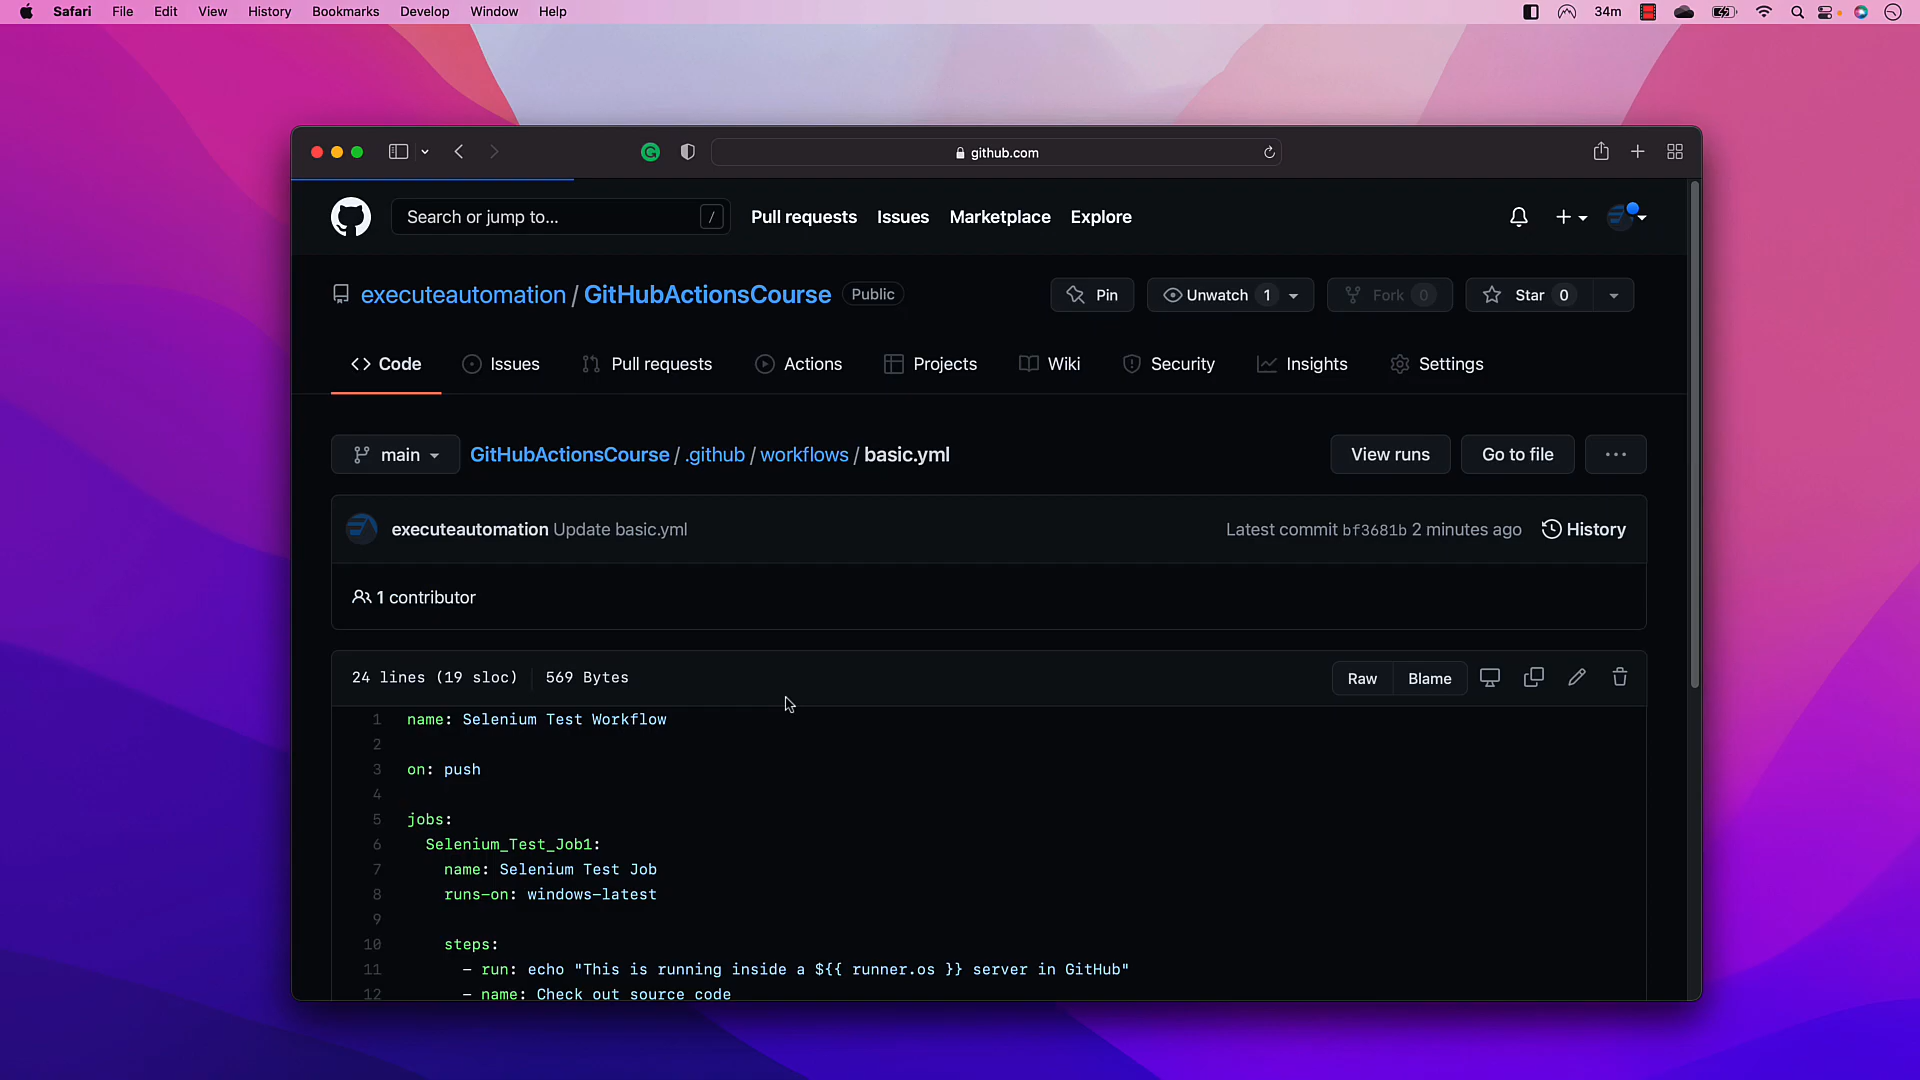 Safari File Edit View History Bookmarks Develop Window Help 34m
github.com
Search or jump to... / Pull requests Issues Marketplace Explore
executeautomation / GitHubActionsCourse Public Pin Unwatch 1 Fork 0 Star 0
<> Code Issues Pull requests Actions Projects Wiki Security Insights Settings
main GitHubActionsCourse / .github / workflows / basic.yml View runs Go to file ...
executeautomation Update basic.yml Latest commit bf3681b 2 minutes ago History
1 contributor
24 lines (19 sloc) 569 Bytes Raw Blame
1 name: Selenium Test Workflow
2
3 on: push
4
5 jobs:
6 Selenium_Test_Job1:
7 name: Selenium Test Job
8 runs-on: windows-latest
9
10 steps:
11 - run: echo "This is running inside a ${{ runner.os }} server in GitHub"
12 - name: Check out source code